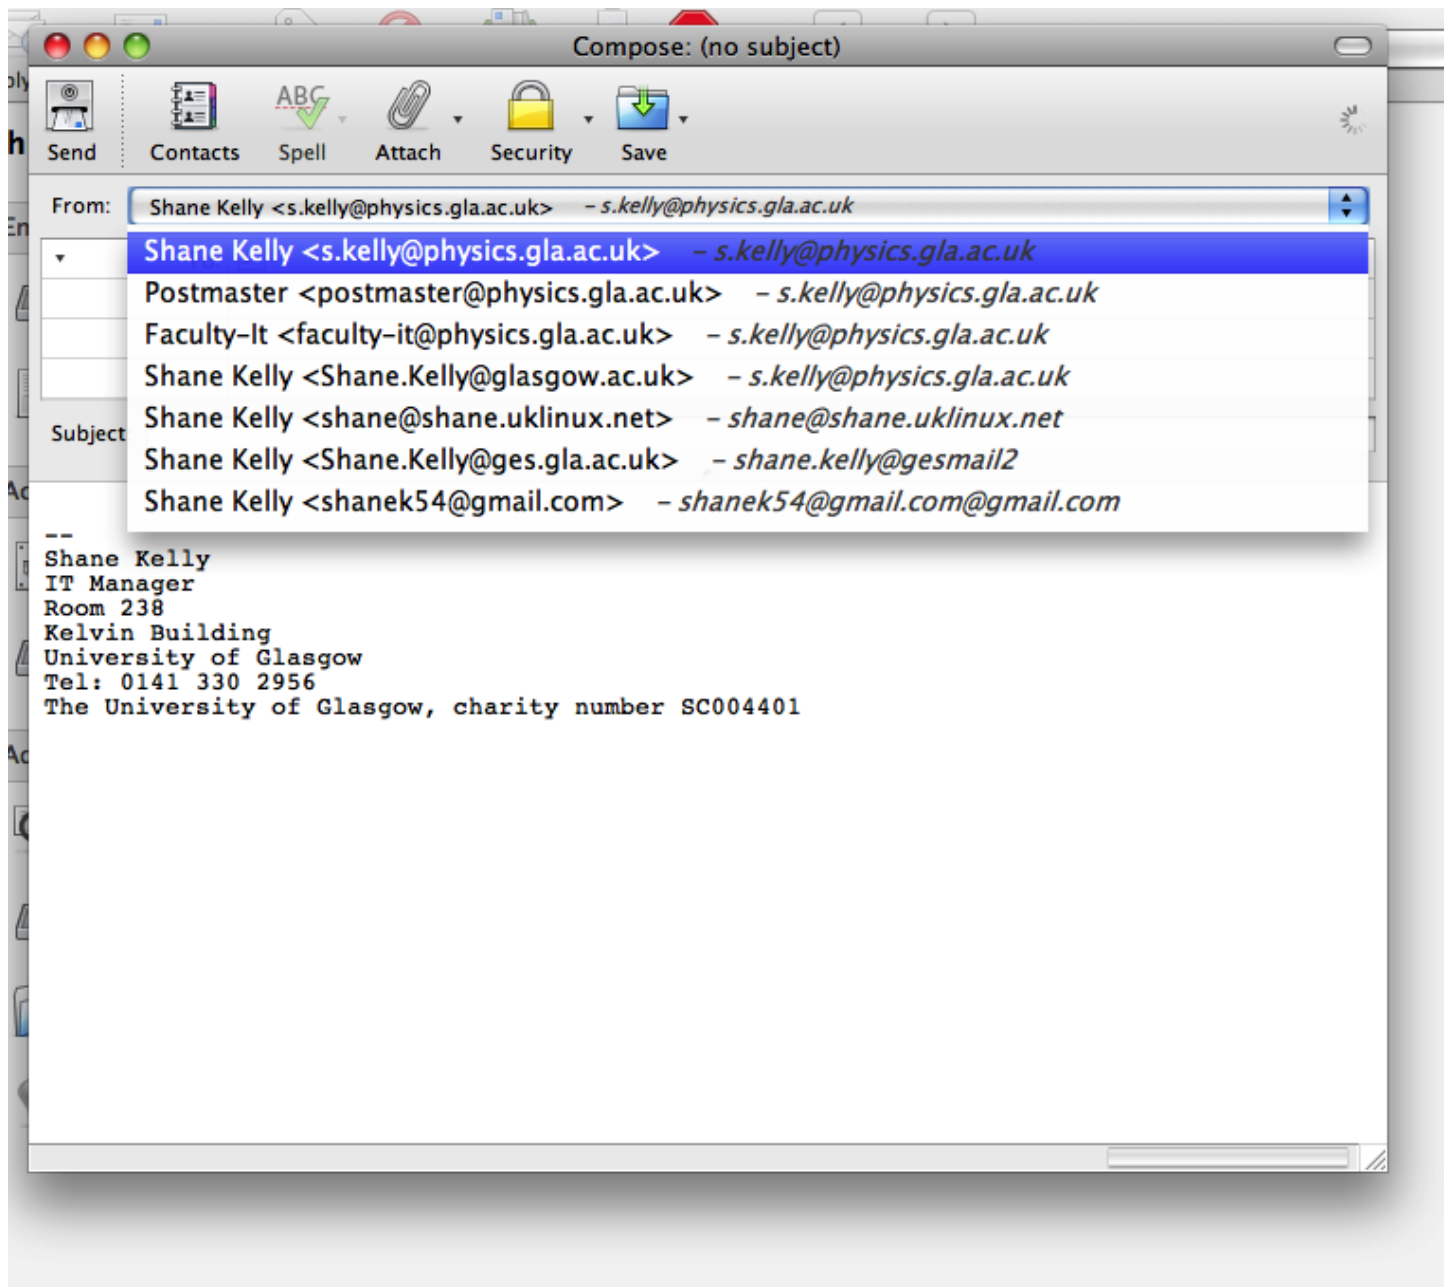 Compose: (no subject)
ABC
Send Contacts Spell Attach Security Save
From: Shane Kelly <s.kelly@physics.gla.ac.uk> – s.kelly@physics.gla.ac.uk
Shane Kelly <s.kelly@physics.gla.ac.uk> – s.kelly@physics.gla.ac.uk
Postmaster <postmaster@physics.gla.ac.uk> – s.kelly@physics.gla.ac.uk
Faculty-It <faculty-it@physics.gla.ac.uk> – s.kelly@physics.gla.ac.uk
Shane Kelly <Shane.Kelly@glasgow.ac.uk> – s.kelly@physics.gla.ac.uk
Shane Kelly <shane@shane.uklinux.net> – shane@shane.uklinux.net
Subject
Shane Kelly <Shane.Kelly@ges.gla.ac.uk> – shane.kelly@gesmail2
Shane Kelly <shanek54@gmail.com> – shanek54@gmail.com@gmail.com
--
Shane Kelly
IT Manager
Room 238
Kelvin Building
University of Glasgow
Tel: 0141 330 2956
The University of Glasgow, charity number SC004401